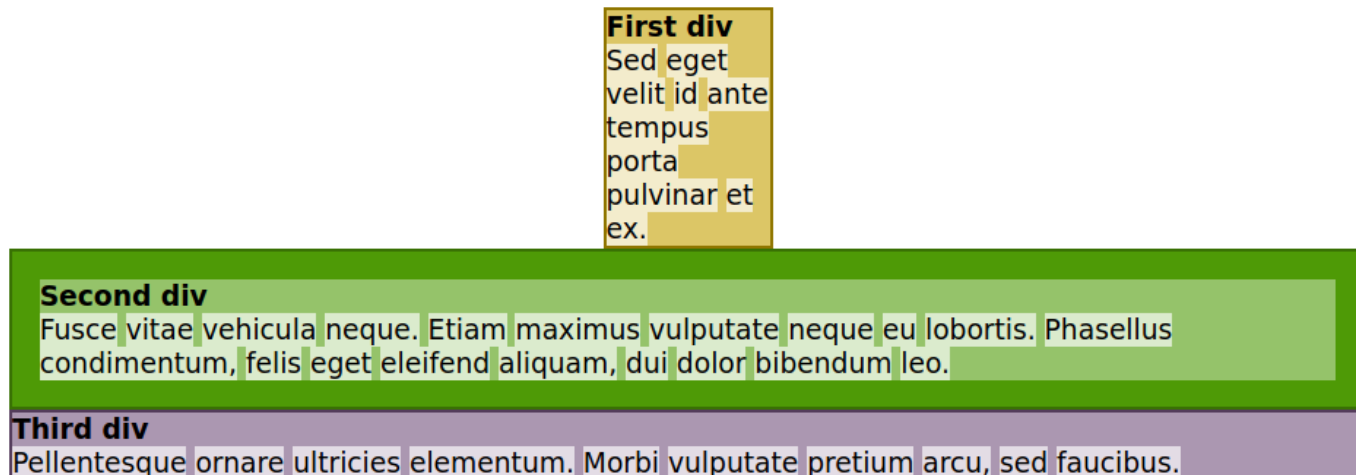 First div
Sed eget
velit id ante
tempus
porta
pulvinar et
ex.
Second div
Fusce vitae vehicula neque. Etiam maximus vulputate neque eu lobortis. Phasellus
condimentum, felis eget eleifend aliquam, dui dolor bibendum leo.
Third div
Pellentesque ornare ultricies elementum. Morbi vulputate pretium arcu, sed faucibus.